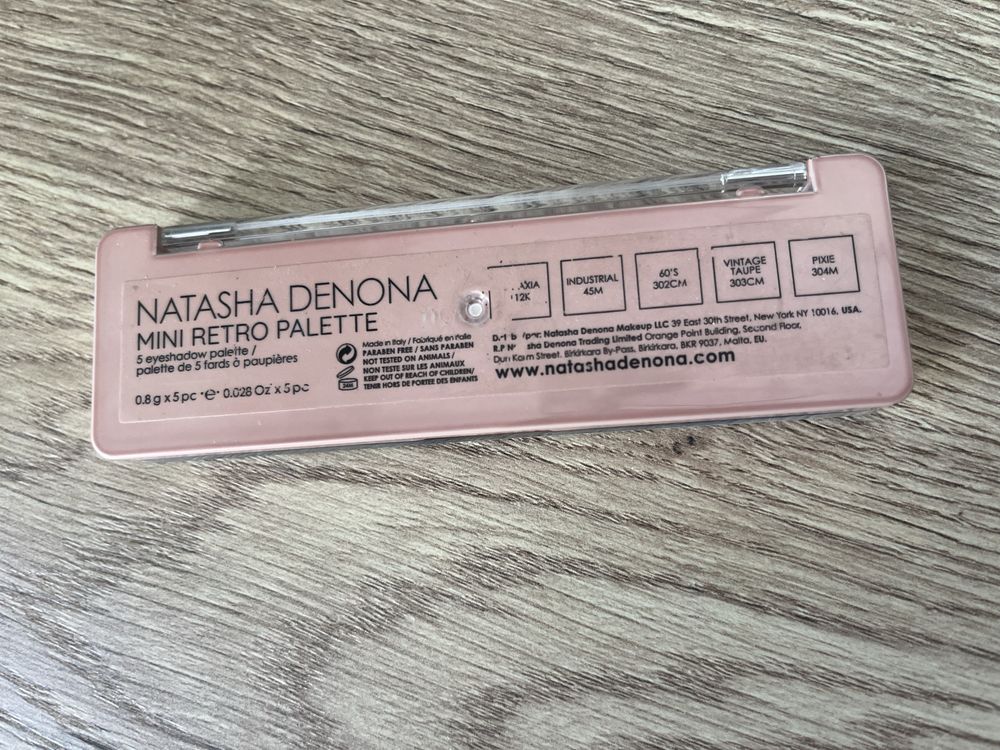 NATASHA DENONA
MINI RETRO PALETTE
5 eyeshadow palette /
palette de 5 fards à paupières
0.8 g x 5 pc e 0.028 Oz x 5 pc
Made in Italy / Fabriqué en Italie
PARABEN FREE / SANS PARABEN
NOT TESTED ON ANIMALS /
NON TESTE SUR LES ANIMAUX
KEEP OUT OF REACH OF CHILDREN/
TENIR HORS DE PORTEE DES ENFANTS
24M
AXIA
12K
INDUSTRIAL
45M
60'S
302CM
VINTAGE
TAUPE
303CM
PIXIE
304M
Natasha Denona Makeup LLC 39 East 30th Street, New York NY 10016, USA.
sha Denona Trading Limited Orange Point Building, Second Floor,
Dun Karm Street, Birkirkara By-Pass, Birkirkara, BKR 9037, Malta, EU.
www.natashadenona.com